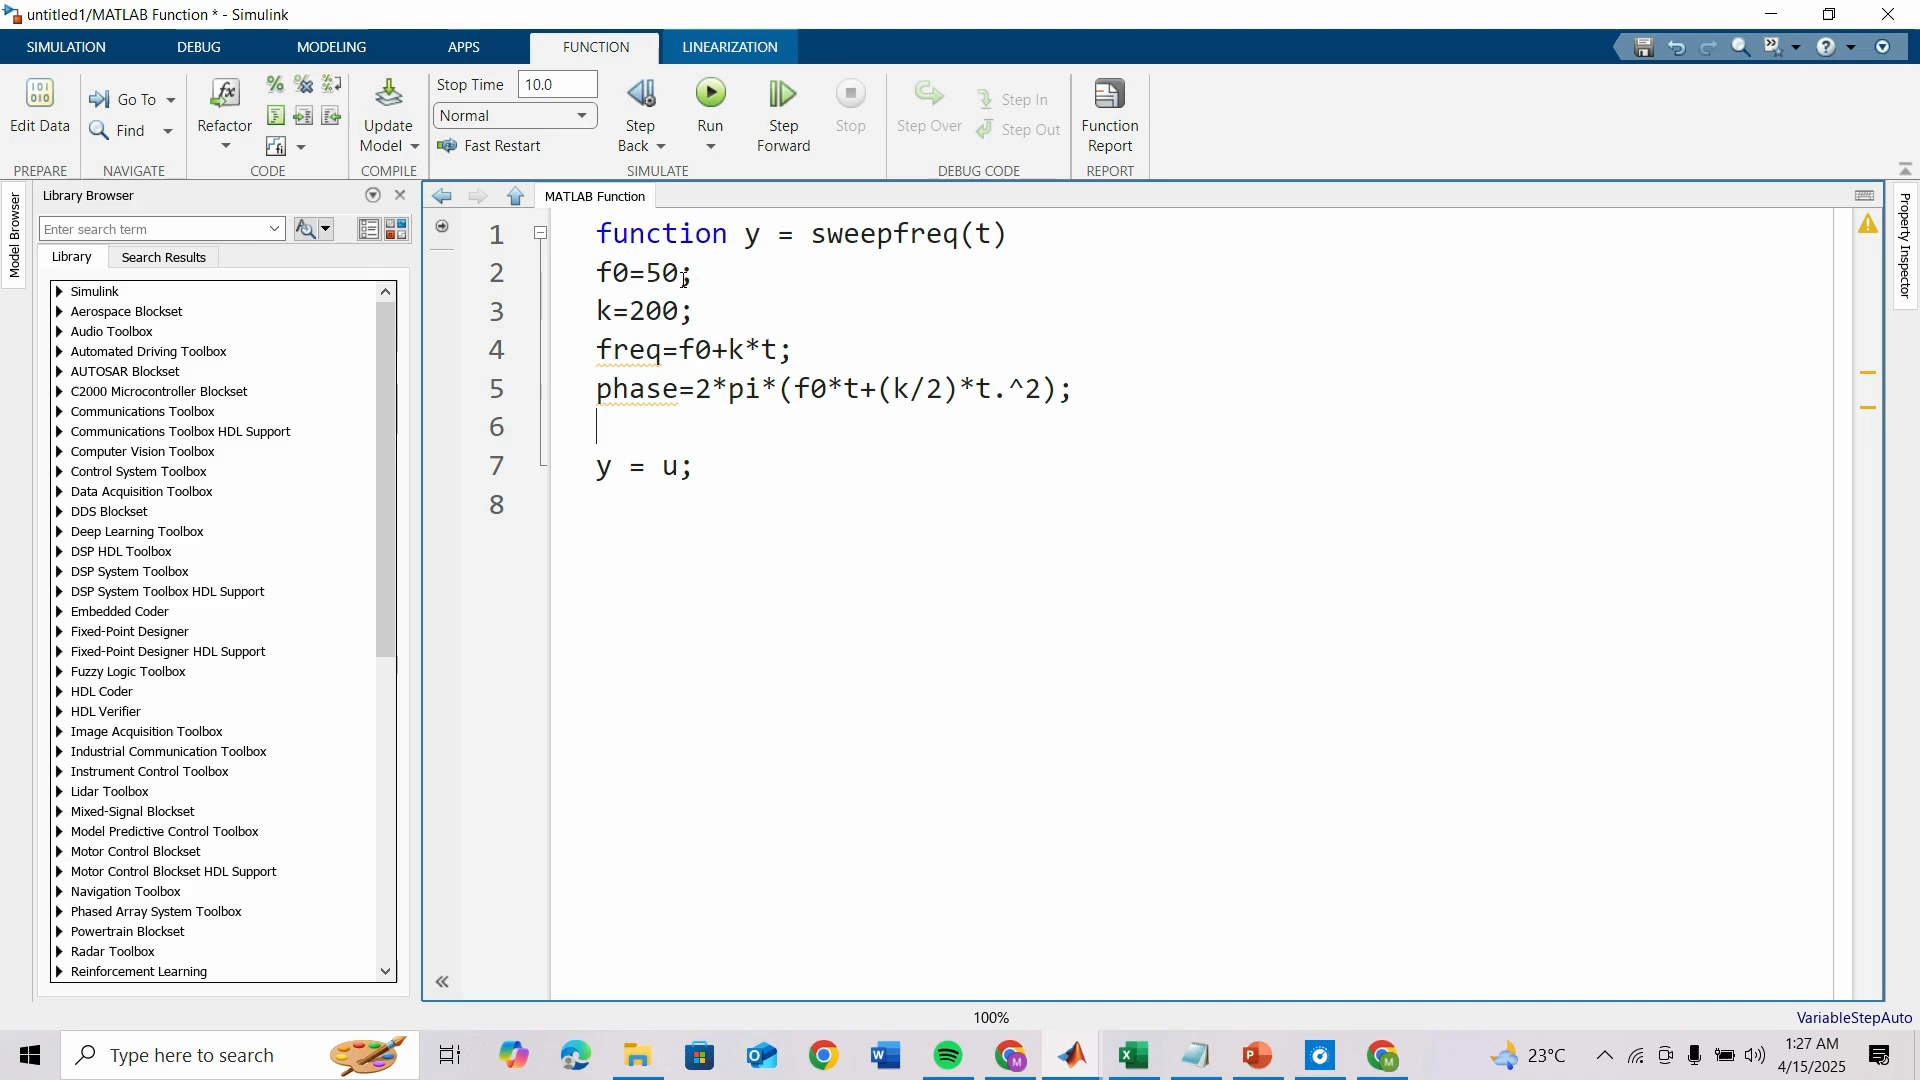 untitled1/MATLAB Function * - Simulink
SIMULATION DEBUG MODELING APPS FUNCTION LINEARIZATION
Edit Data
PREPARE
Go To
Find
NAVIGATE
Refactor
CODE
Update
Model
COMPILE
Stop Time 10.0
Normal
Fast Restart
Step
Back
Run
Step
Forward
Stop
SIMULATE
Step Over
Step In
Step Out
DEBUG CODE
Function
Report
REPORT
Model Browser
Library Browser
Enter search term
Library Search Results
Simulink
Aerospace Blockset
Audio Toolbox
Automated Driving Toolbox
AUTOSAR Blockset
C2000 Microcontroller Blockset
Communications Toolbox
Communications Toolbox HDL Support
Computer Vision Toolbox
Control System Toolbox
Data Acquisition Toolbox
DDS Blockset
Deep Learning Toolbox
DSP HDL Toolbox
DSP System Toolbox
DSP System Toolbox HDL Support
Embedded Coder
Fixed-Point Designer
Fixed-Point Designer HDL Support
Fuzzy Logic Toolbox
HDL Coder
HDL Verifier
Image Acquisition Toolbox
Industrial Communication Toolbox
Instrument Control Toolbox
Lidar Toolbox
Mixed-Signal Blockset
Model Predictive Control Toolbox
Motor Control Blockset
Motor Control Blockset HDL Support
Navigation Toolbox
Phased Array System Toolbox
Powertrain Blockset
Radar Toolbox
Reinforcement Learning
MATLAB Function
1 function y = sweepfreq(t)
2 f0=50;
3 k=200;
4 freq=f0+k*t;
5 phase=2*pi*(f0*t+(k/2)*t.^2);
6
7 y = u;
8
Property Inspector
100%
VariableStepAuto
Type here to search
23°C
1:27 AM
4/15/2025